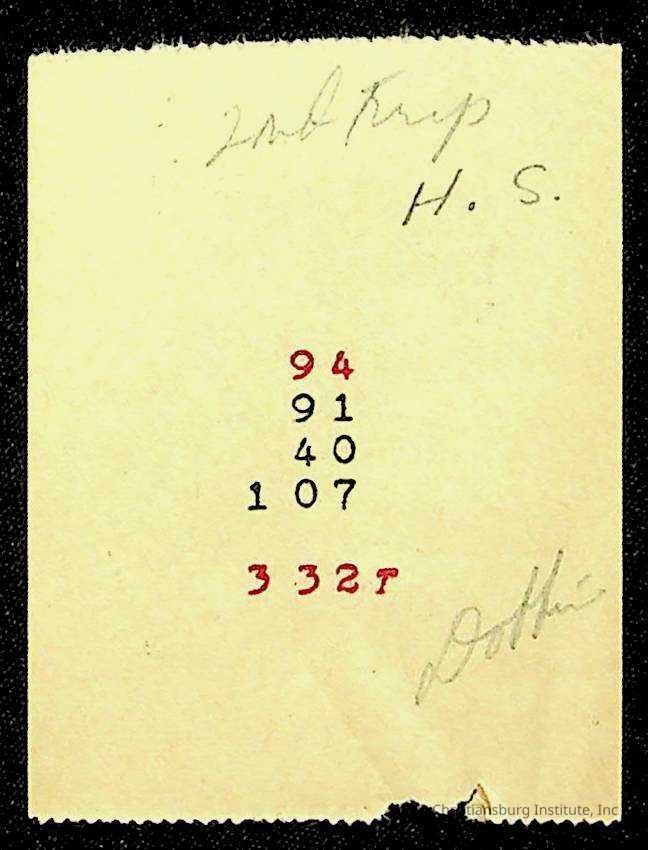 2nd Trip
H. S.
94
91
40
107
332T
Dottie
Christiansburg Institute, Inc